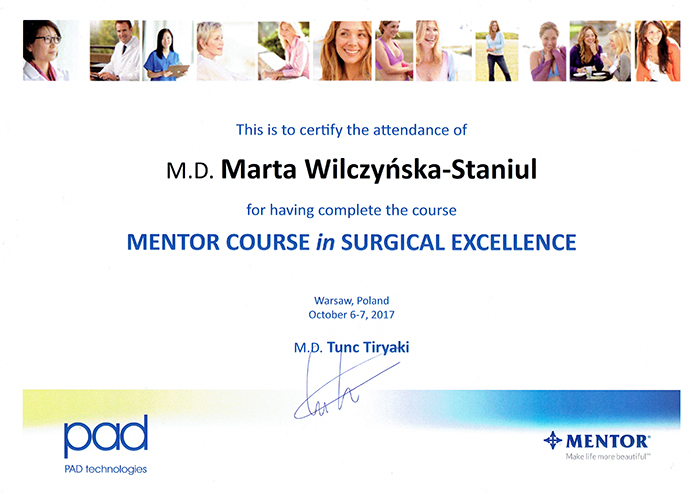 This is to certify the attendance of
M.D. Marta Wilczyńska-Staniul
for having complete the course
MENTOR COURSE in SURGICAL EXCELLENCE
Warsaw, Poland
October 6-7, 2017
M.D. Tunc Tiryaki
pad
PAD technologies
MENTOR®
Make life more beautiful™